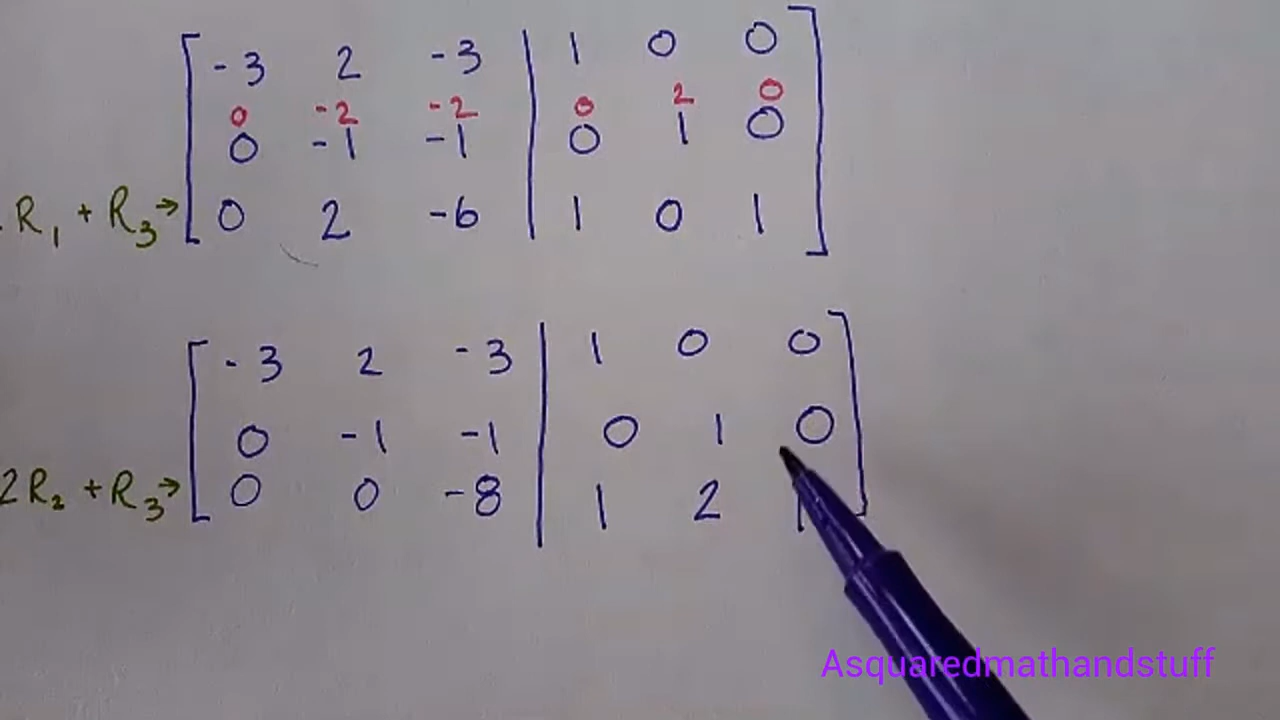 -3 2 -3 1 0 0
0 -2 -2 0 2 0
0 -1 -1 0 1 0
R₁ + R₃→ 0 2 -6 1 0 1
-3 2 -3 1 0 0
0 -1 -1 0 1 0
2R₂ + R₃→ 0 0 -8 1 2
Asquaredmathandstuff